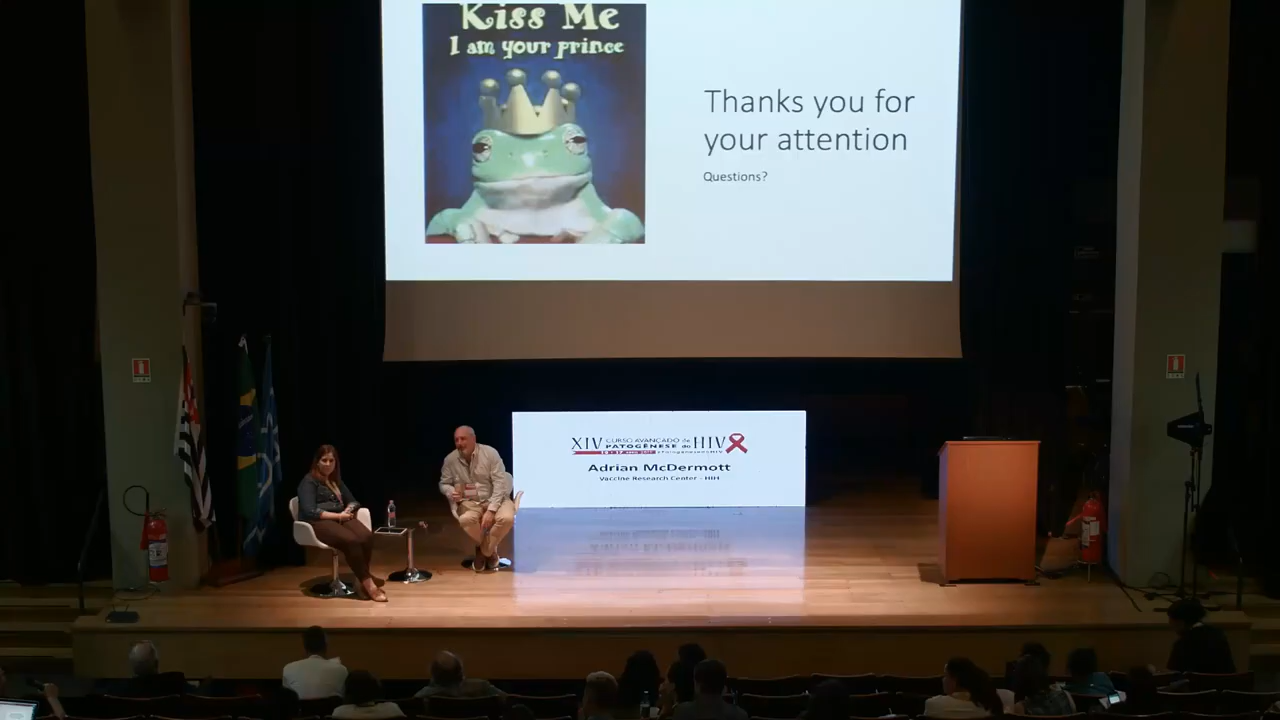 Kiss Me
I am your prince
Thanks you for
your attention
Questions?
XIV CURSO AVANÇADO de
PATOGÊNESE do HIV
Adrian McDermott
Vaccine Research Center - HIH